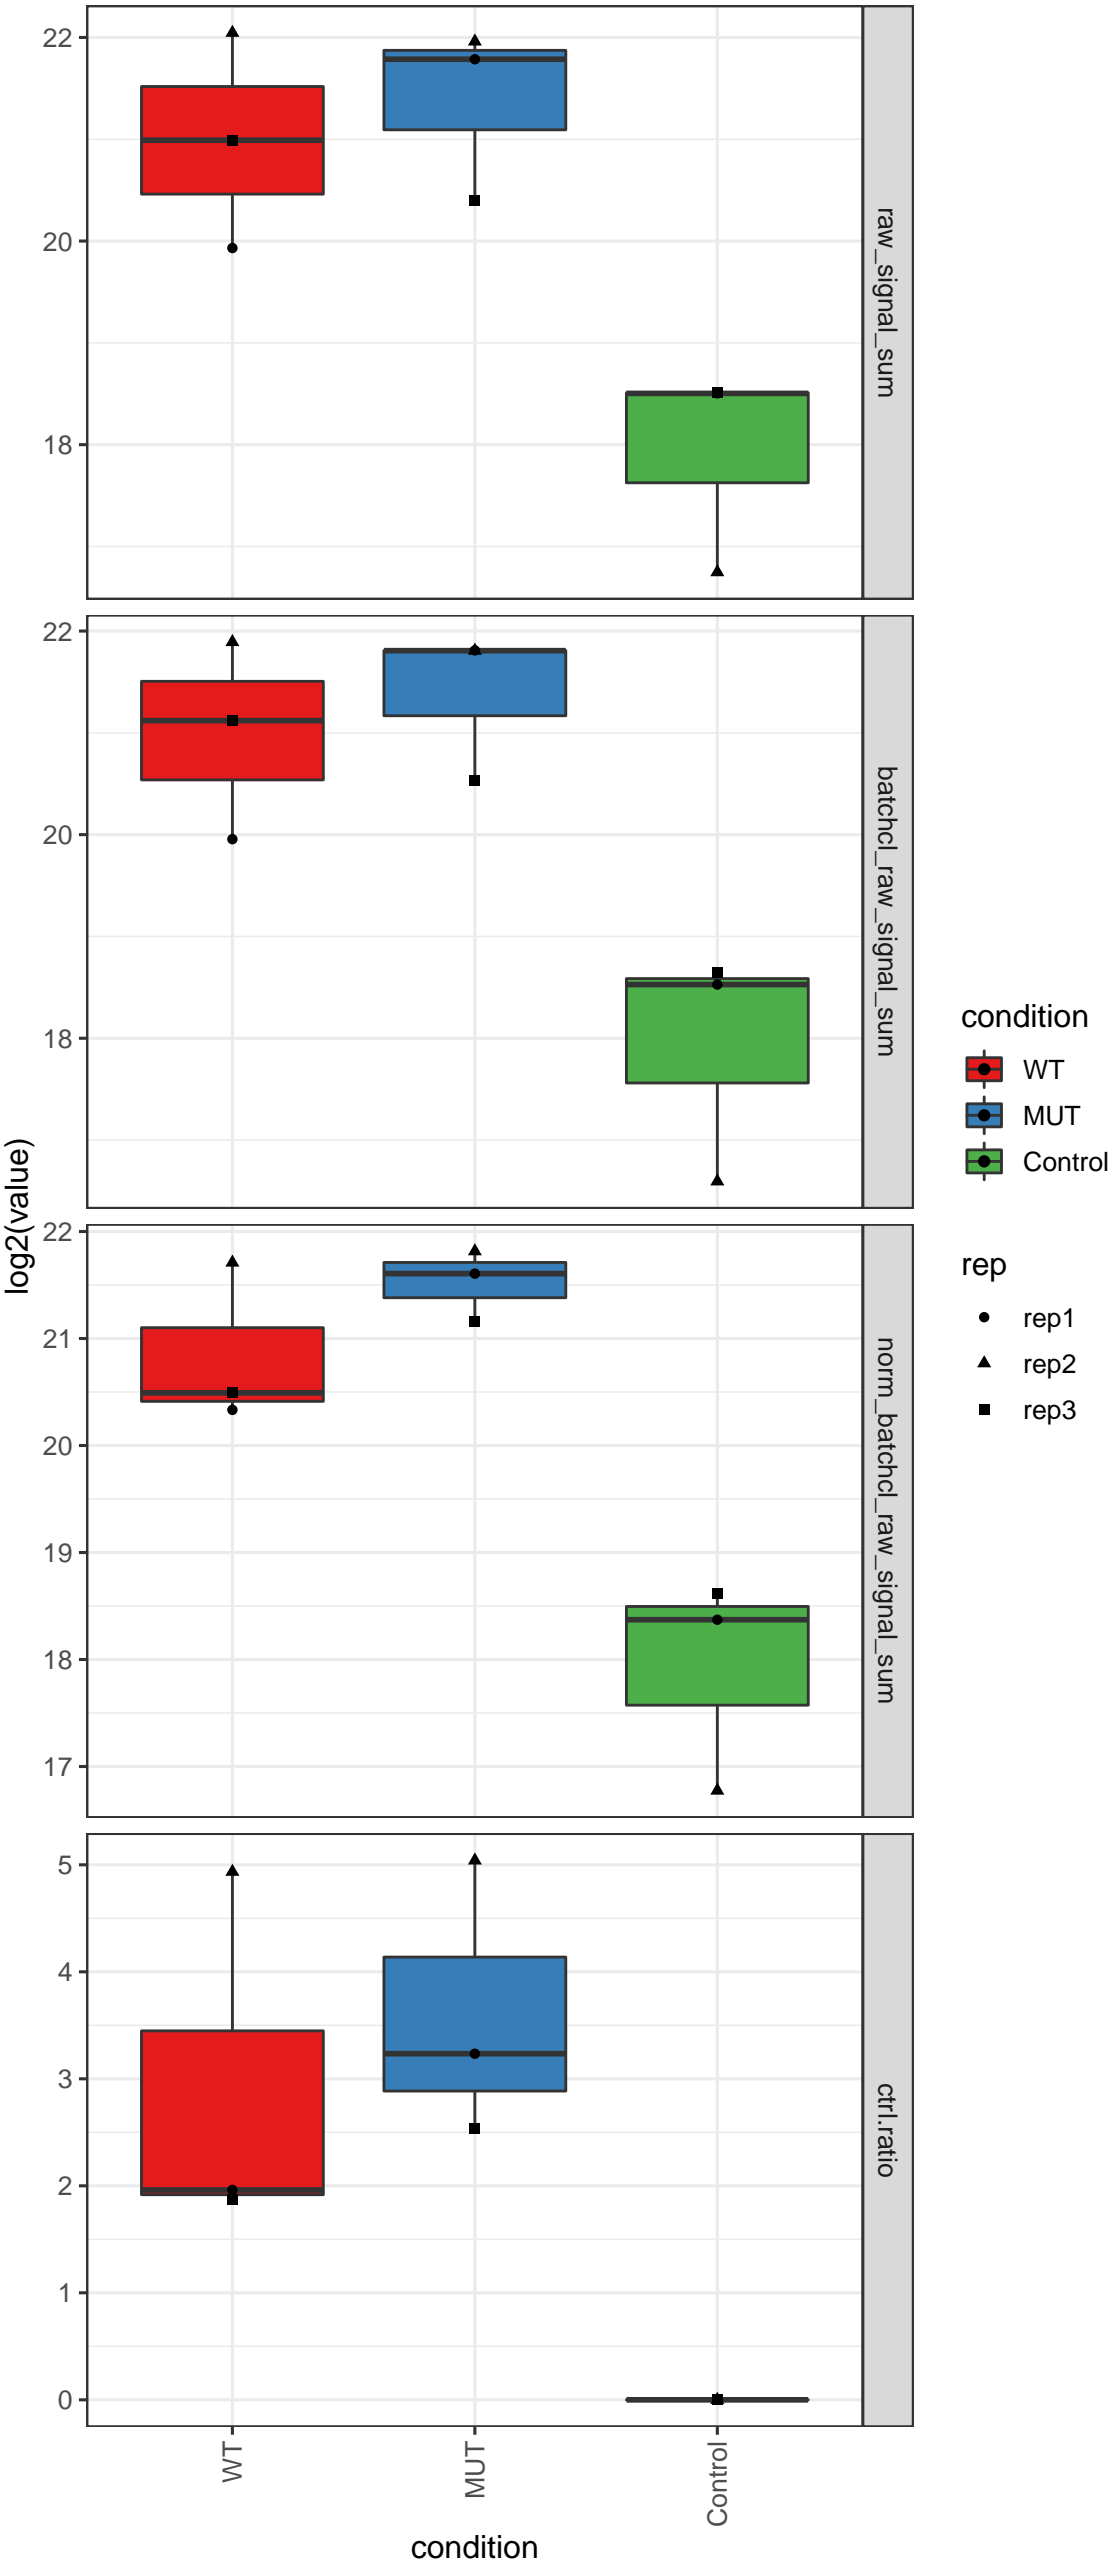 22
20
18
raw_signal_sum
22
20
18
batchcl_raw_signal_sum
22
21
20
19
18
17
norm_batchcl_raw_signal_sum
5
4
3
2
1
0
ctrl.ratio
log2(value)
WT
MUT
Control
condition
condition
WT
MUT
Control
rep
rep1
rep2
rep3